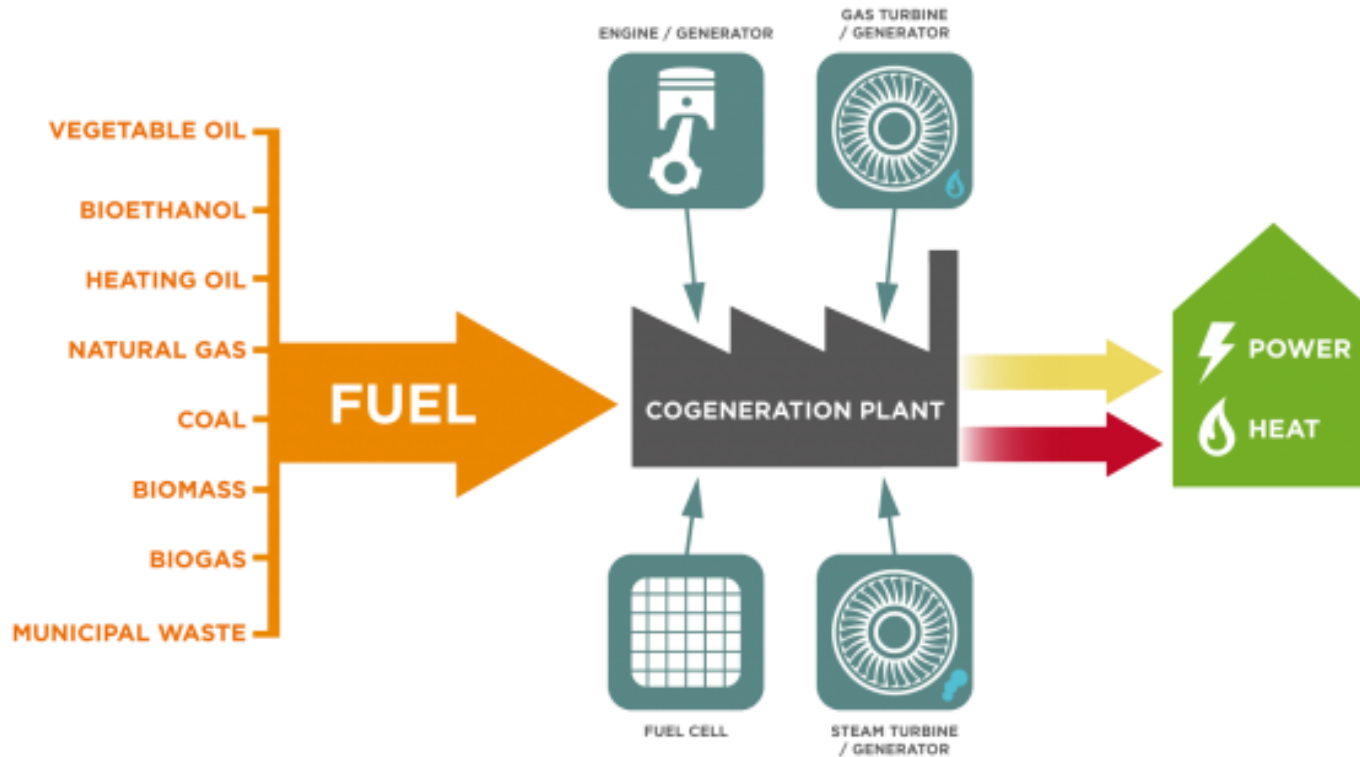 ENGINE / GENERATOR
GAS TURBINE
/ GENERATOR
VEGETABLE OIL
BIOETHANOL
HEATING OIL
NATURAL GAS
COAL
BIOMASS
BIOGAS
MUNICIPAL WASTE
FUEL
COGENERATION PLANT
POWER
HEAT
FUEL CELL
STEAM TURBINE
/ GENERATOR